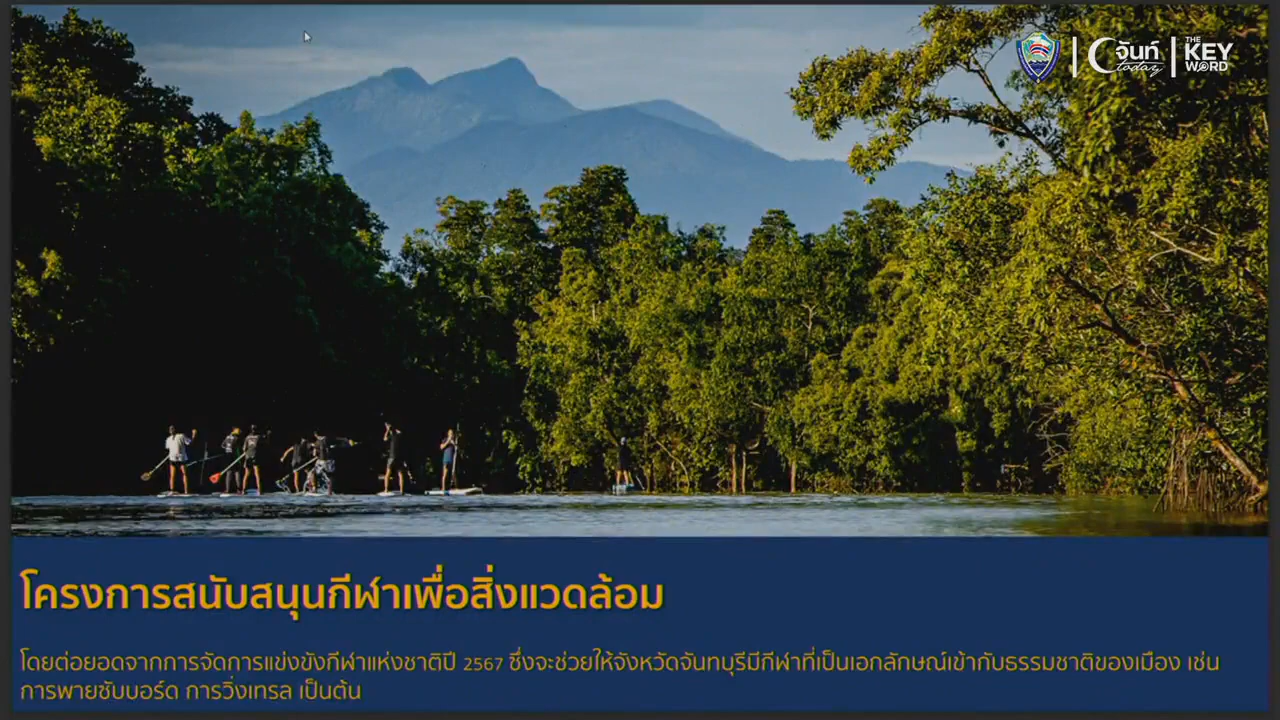 จันท์
today
THE
KEY
WORD
โครงการสนับสนุนกีฬาเพื่อสิ่งแวดล้อม
โดยต่อยอดจากการจัดการแข่งขังกีฬาแห่งชาติปี 2567 ซึ่งจะช่วยให้จังหวัดจันทบุรีมีกีฬาที่เป็นเอกลักษณ์เข้ากับธรรมชาติของเมือง เช่น
การพายซับบอร์ด การวิ่งเทรล เป็นต้น